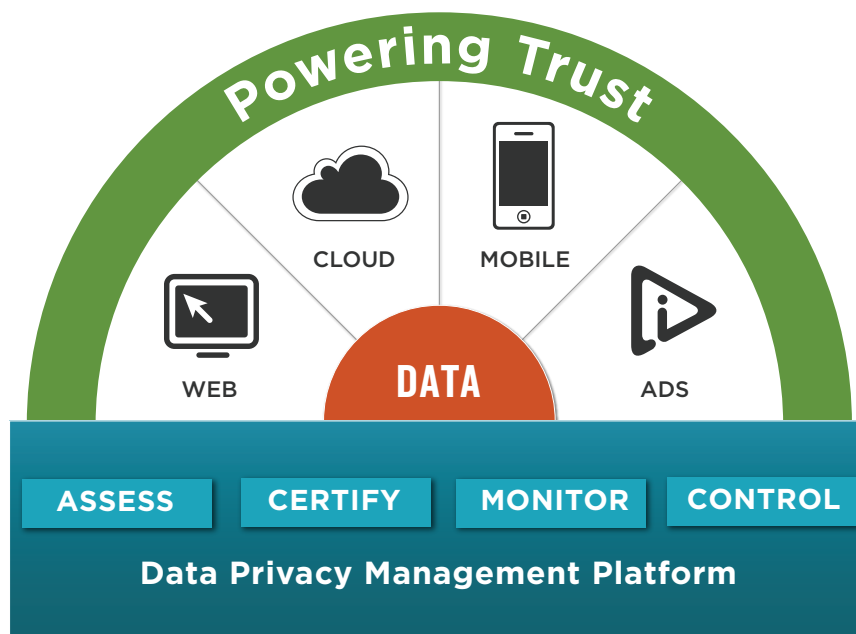 Powering Trust
CLOUD
MOBILE
WEB
DATA
ADS
ASSESS
CERTIFY
MONITOR
CONTROL
Data Privacy Management Platform